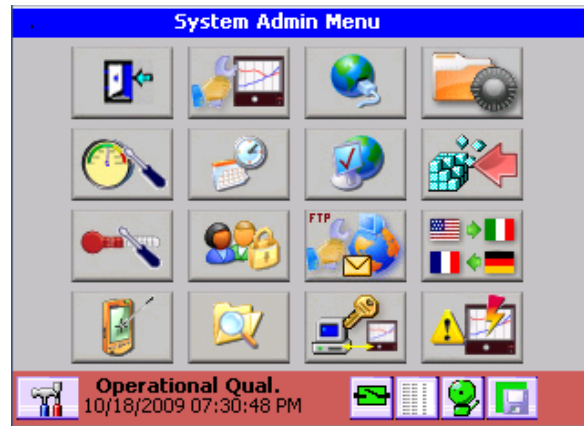 System Admin Menu
FTP
Operational Qual.
10/18/2009 07:30:48 PM